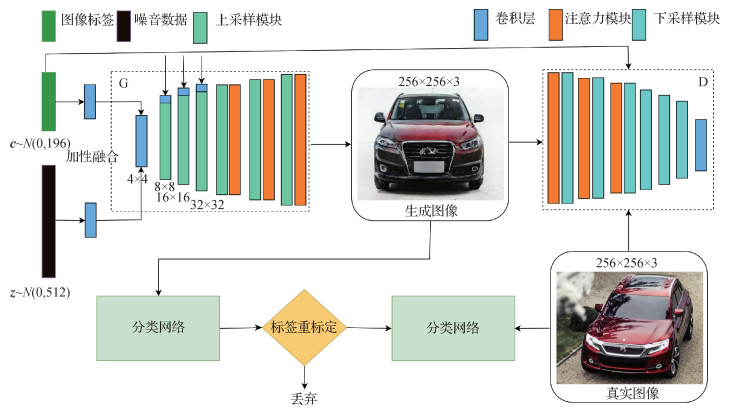 图像标签 噪音数据 上采样模块 卷积层 注意力模块 下采样模块
G
256×256×3
D
c~N(0,196)
加性融合
4×4
8×8
16×16
32×32
生成图像
z~N(0,512)
256×256×3
分类网络
标签重标定
分类网络
丢弃
真实图像